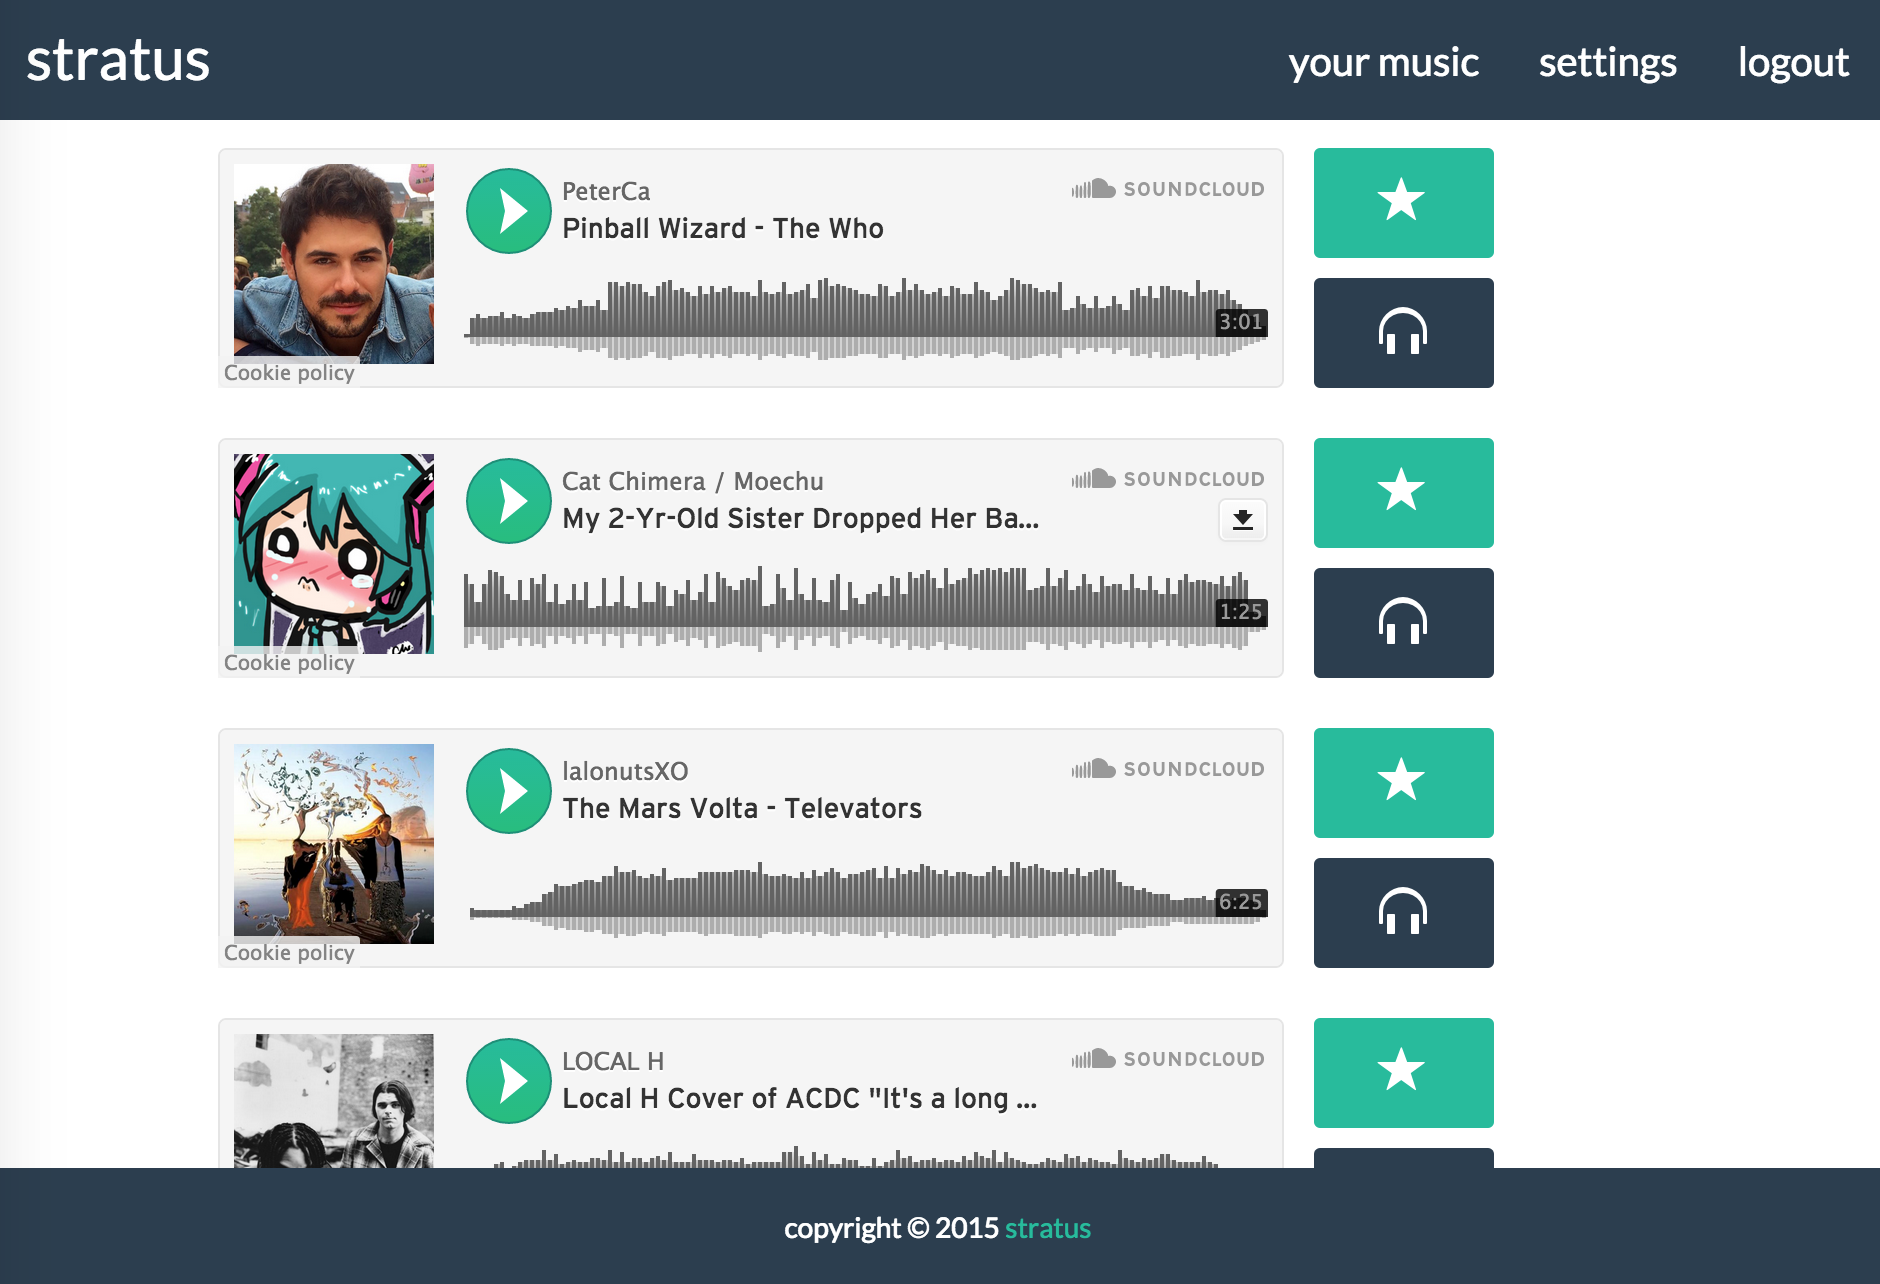 stratus
your music settings logout
PeterCa
SOUNDCLOUD
Pinball Wizard - The Who
3:01
Cookie policy
Cat Chimera / Moechu
SOUNDCLOUD
My 2-Yr-Old Sister Dropped Her Ba...
1:25
Cookie policy
lalonutsXO
SOUNDCLOUD
The Mars Volta - Televators
6:25
Cookie policy
LOCAL H
SOUNDCLOUD
Local H Cover of ACDC "It's a long ...
copyright © 2015 stratus